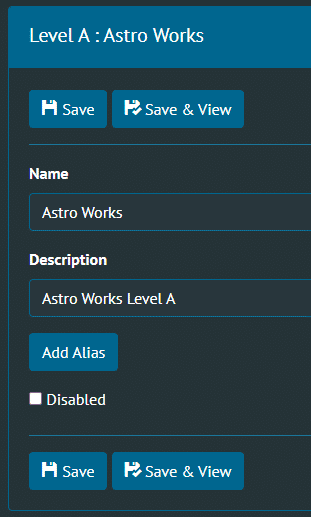 Level A : Astro Works
Save Save & View
Name
Astro Works
Description
Astro Works Level A
Add Alias
Disabled
Save Save & View